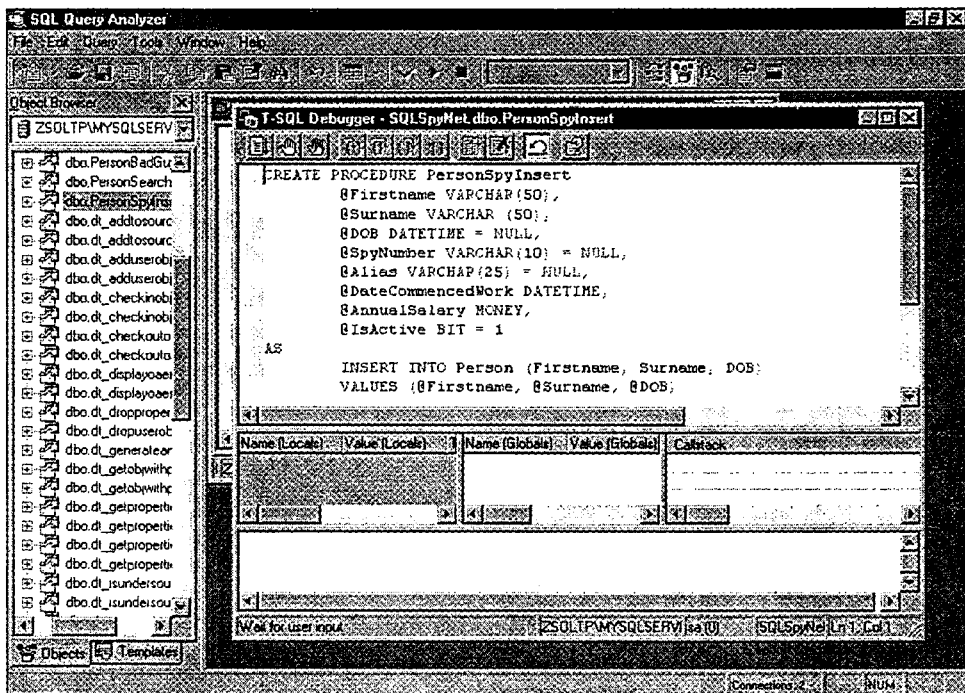 SQL Query Analyzer
File Edit Query Tools Window Help
Object Browser
ZSQLTP\MYSQLSERV
dbo.PersonBadGu
dbo.PersonSearch
dbo.PersonSpyIns
dbo.dt_addtosourc
dbo.dt_addtosourc
dbo.dt_adduserobj
dbo.dt_adduserobj
dbo.dt_checkinobj
dbo.dt_checkinobj
dbo.dt_checkouto
dbo.dt_checkouto
dbo.dt_displayoaer
dbo.dt_displayoaer
dbo.dt_dropproper
dbo.dt_dropuserob
dbo.dt_generatean
dbo.dt_getobjwithp
dbo.dt_getobjwithp
dbo.dt_getpropertie
dbo.dt_getpropertie
dbo.dt_getpropertie
dbo.dt_getpropertie
dbo.dt_isundersou
dbo.dt_isundersou
Objects Templates
T-SQL Debugger - SQLSpyNet.dbo.PersonSpyInsert
CREATE PROCEDURE PersonSpyInsert
@Firstname VARCHAR(50),
@Surname VARCHAR (50),
@DOB DATETIME = NULL,
@SpyNumber VARCHAR(10) = NULL,
@Alias VARCHAR(25) = NULL,
@DateCommencedWork DATETIME,
@AnnualSalary MONEY,
@IsActive BIT = 1
AS
INSERT INTO Person (Firstname, Surname, DOB)
VALUES (@Firstname, @Surname, @DOB)
Name (Locals) Value (Locals) T Name (Globals) Value (Globals) Callstack
Wait for user input ZSQLTP\MYSQLSERV sa (0) SQLSpyNet Ln 1, Col 1
Connections: 2 NUM